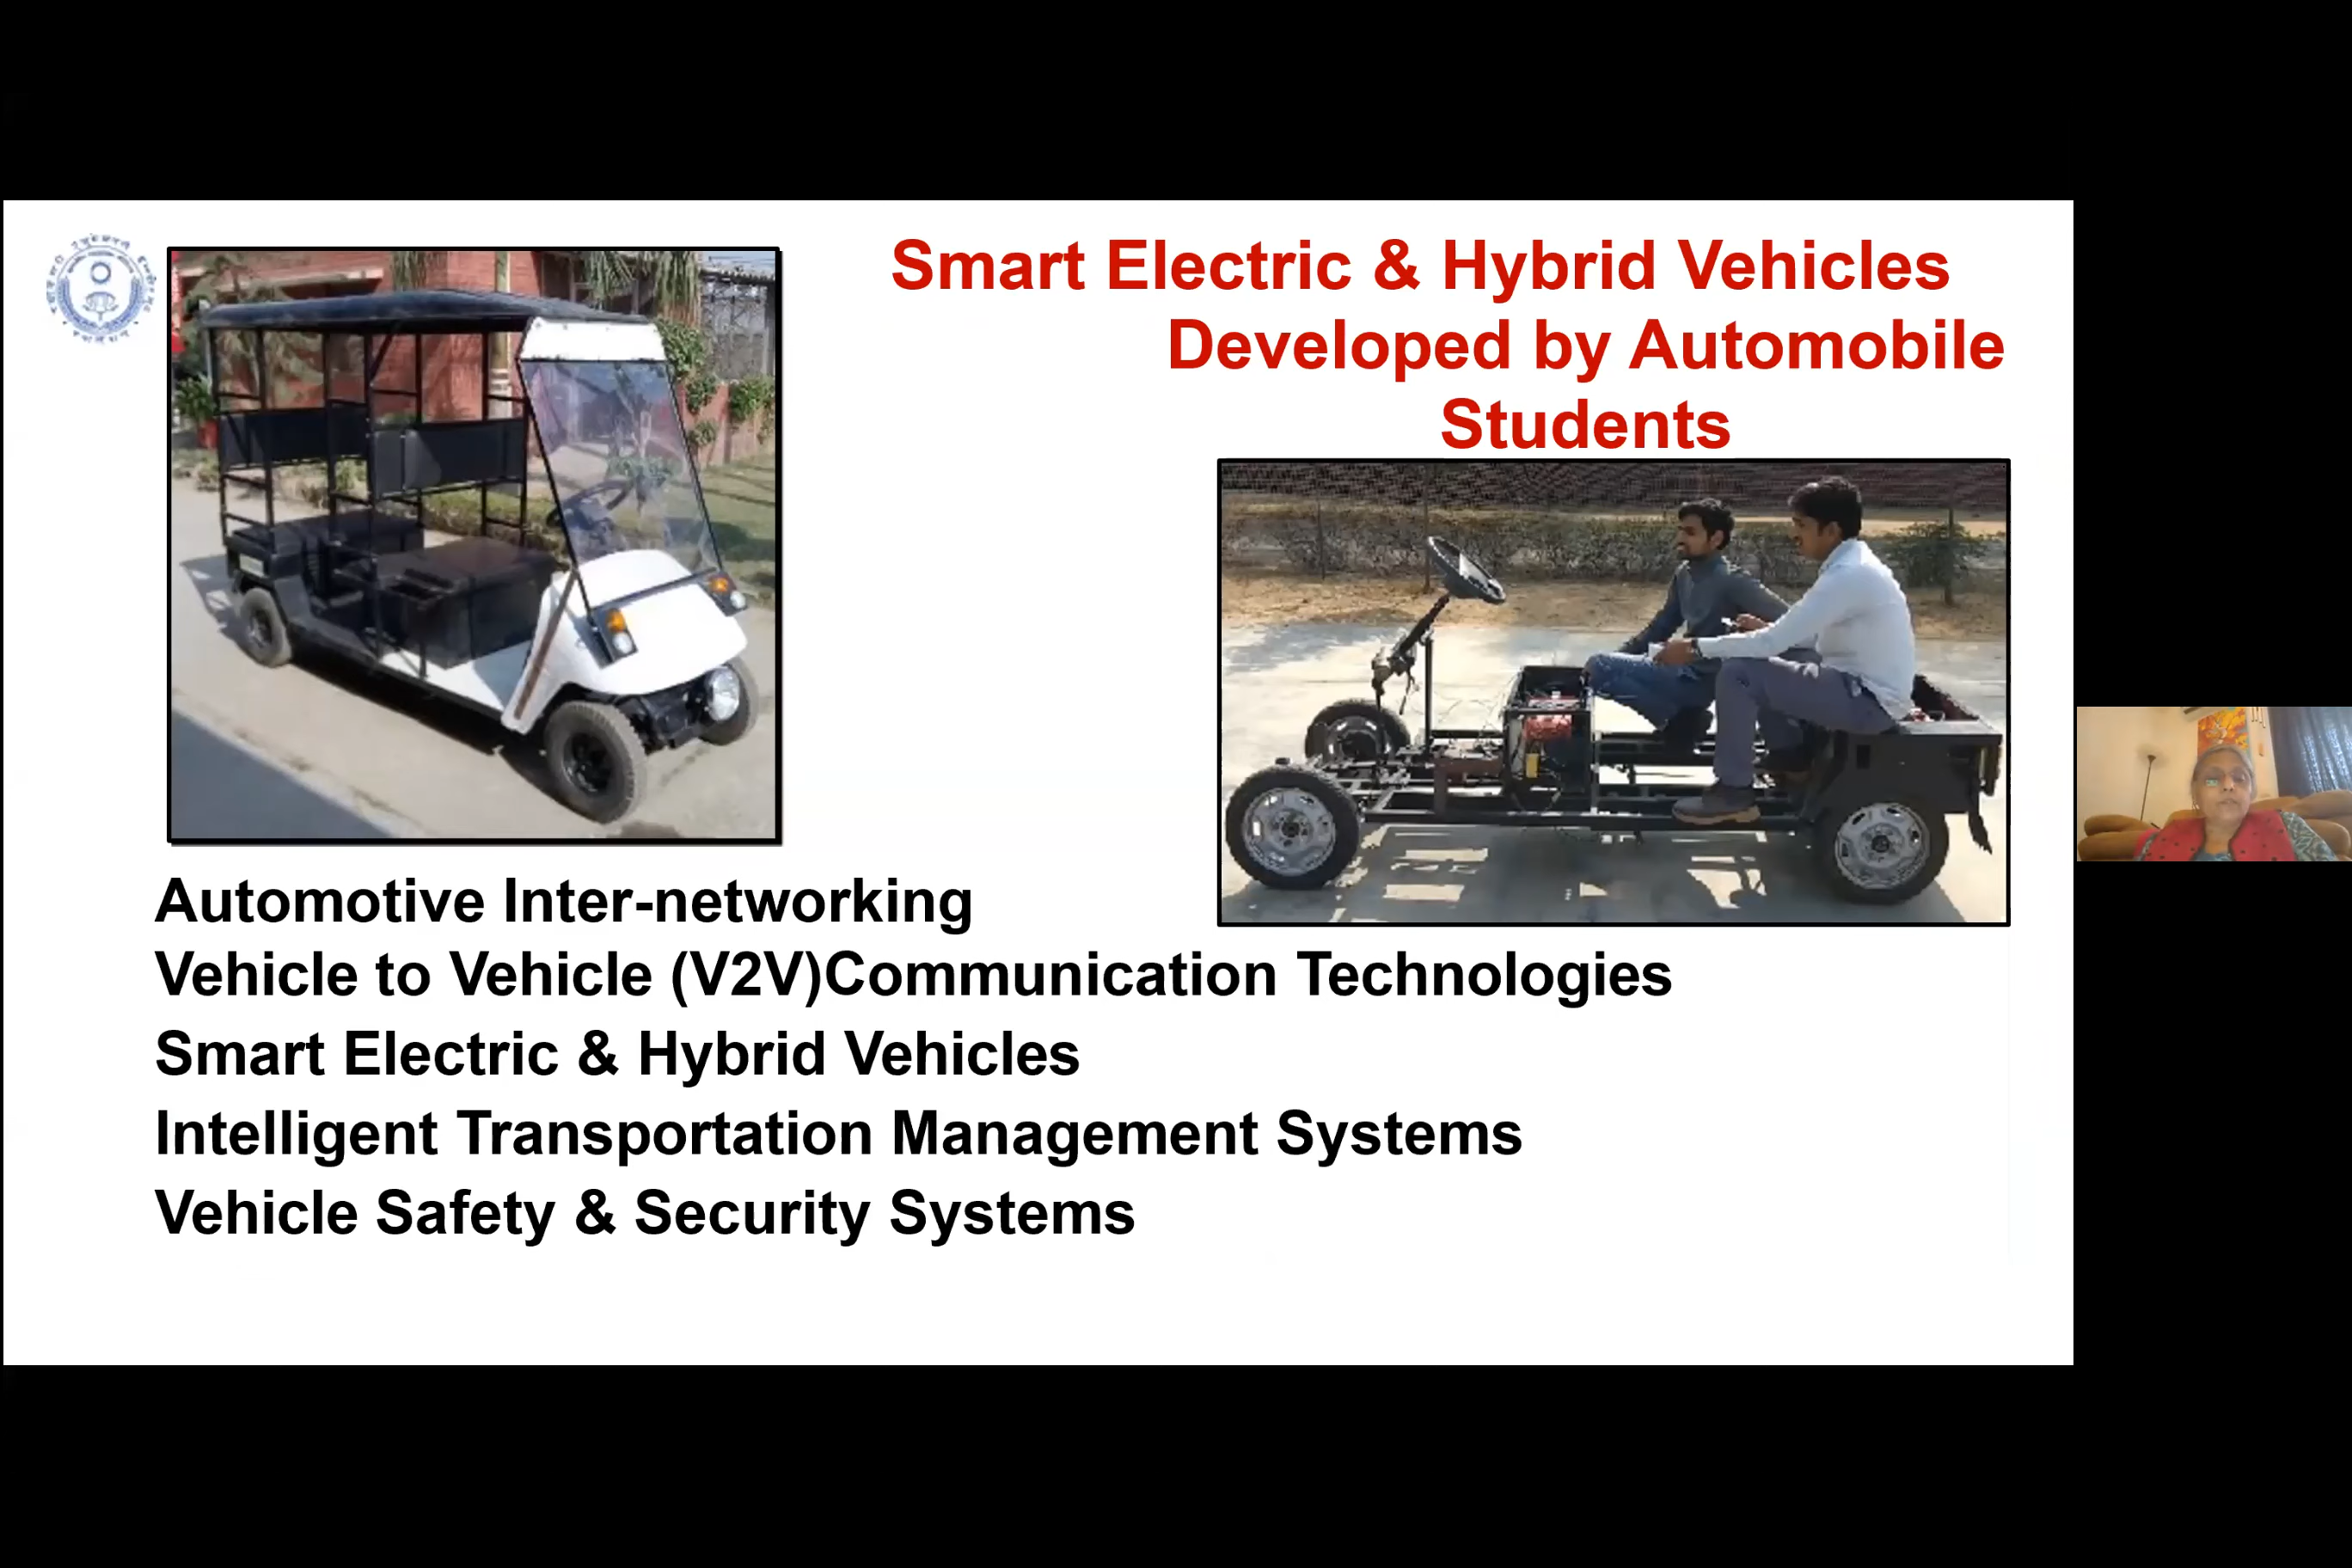 Smart Electric & Hybrid Vehicles
Developed by Automobile
Students
Automotive Inter-networking
Vehicle to Vehicle (V2V)Communication Technologies
Smart Electric & Hybrid Vehicles
Intelligent Transportation Management Systems
Vehicle Safety & Security Systems